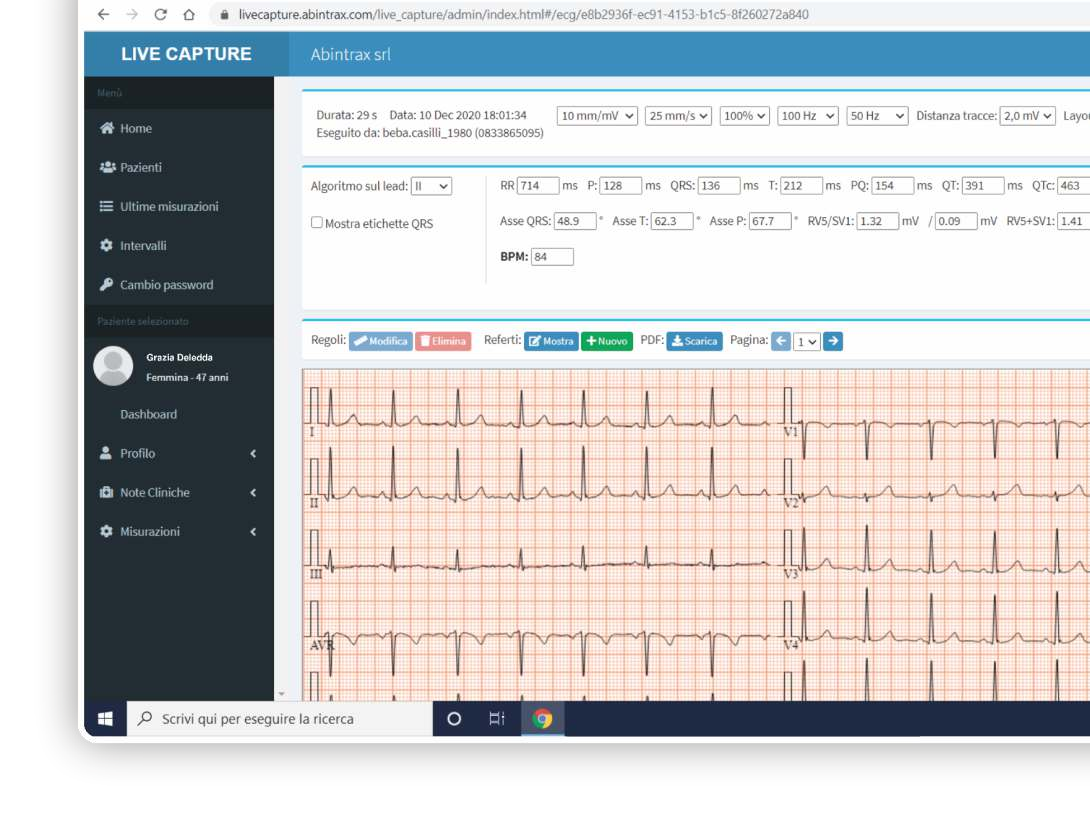 livecapture.abintrax.com/live_capture/admin/index.html#/ecg/e8b2936f-ec91-4153-b1c5-8f260272a840
LIVE CAPTURE
Abintrax srl
Menù
Home
Pazienti
Ultime misurazioni
Intervalli
Cambio password
Paziente selezionato
Grazia Deledda
Femmina - 47 anni
Dashboard
Profilo
Note Cliniche
Misurazioni
Durata: 29 s Data: 10 Dec 2020 18:01:34 10 mm/mV 25 mm/s 100% 100 Hz 50 Hz Distanza tracce: 2,0 mV Layou
Eseguito da: beba.casilli_1980 (0833865095)
Algoritmo sul lead: II
Mostra etichette QRS
RR 714 ms P: 128 ms QRS: 136 ms T: 212 ms PQ: 154 ms QT: 391 ms QTc: 463
Asse QRS: 48.9 ° Asse T: 62.3 ° Asse P: 67.7 ° RV5/SV1: 1.32 mV / 0.09 mV RV5+SV1: 1.41
BPM: 84
Regoli: Modifica Elimina Referti: Mostra Nuovo PDF: Scarica Pagina: 1
I V1
II V2
III V3
AVR V4
Scrivi qui per eseguire la ricerca